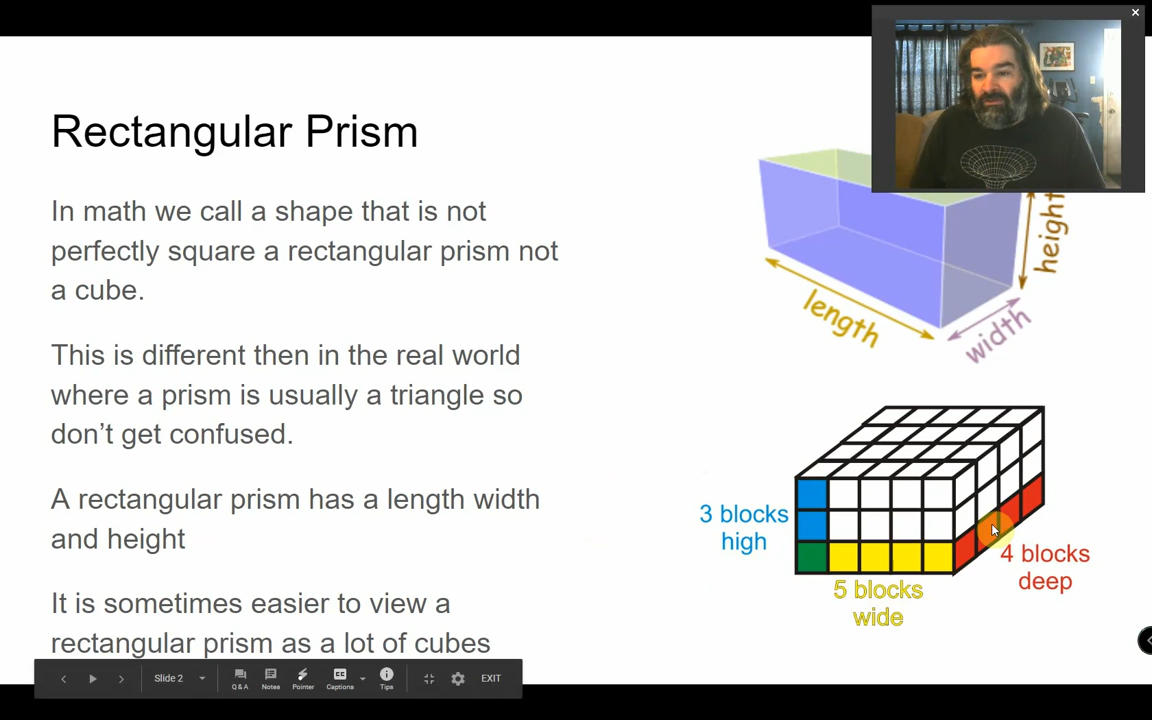 Rectangular Prism
In math we call a shape that is not
perfectly square a rectangular prism not
a cube.
This is different then in the real world
where a prism is usually a triangle so
don't get confused.
A rectangular prism has a length width
and height
It is sometimes easier to view a
rectangular prism as a lot of cubes
height
length
width
3 blocks
high
4 blocks
deep
5 blocks
wide
Slide 2
Q & A
Notes
Pointer
CC
Captions
Tips
EXIT